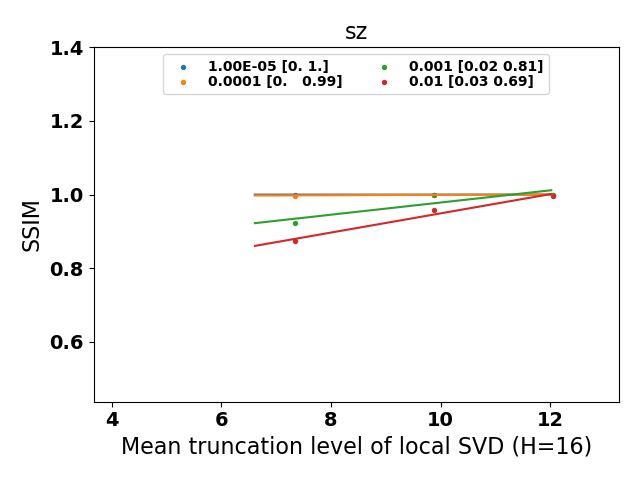 sz
1.00E-05 [0. 1.]
0.0001 [0.   0.99]
0.001 [0.02 0.81]
0.01 [0.03 0.69]
SSIM
1.4
1.2
1.0
0.8
0.6
4 6 8 10 12
Mean truncation level of local SVD (H=16)